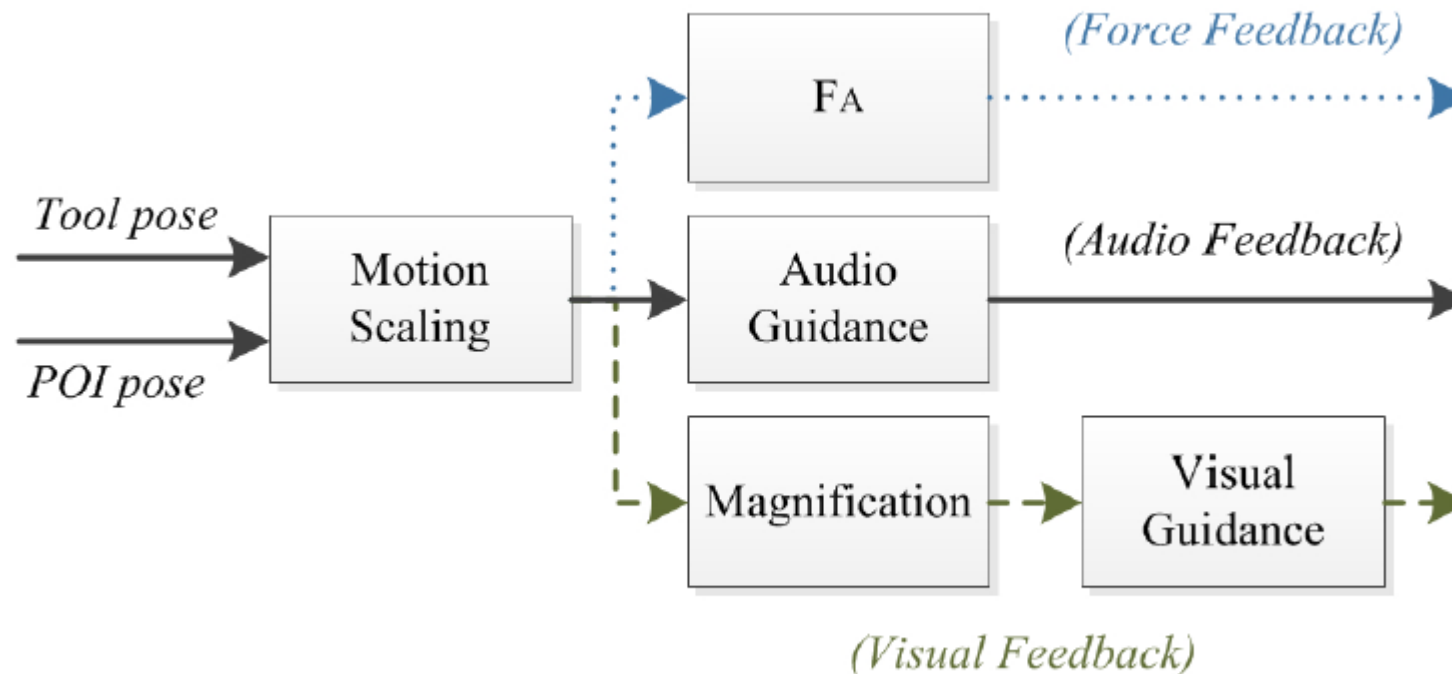 (Force Feedback)
FA
Tool pose
Motion
Scaling
POI pose
Audio
Guidance
(Audio Feedback)
Magnification
Visual
Guidance
(Visual Feedback)